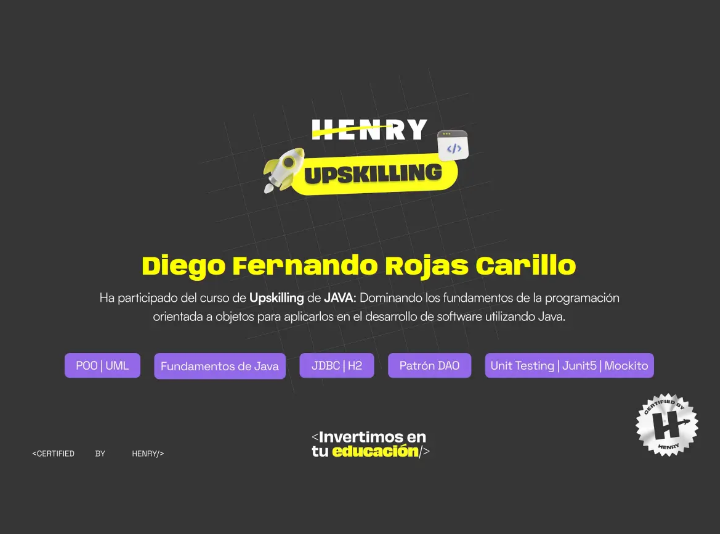 HENRY
</>
UPSKILLING
Diego Fernando Rojas Carillo
Ha participado del curso de Upskilling de JAVA: Dominando los fundamentos de la programación
orientada a objetos para aplicarlos en el desarrollo de software utilizando Java.
POO | UML
Fundamentos de Java
JDBC | H2
Patrón DAO
Unit Testing | Junit5 | Mockito
CERTIFIED BY
H
HENRY
<Invertimos en
tu educación/>
<CERTIFIED BY HENRY/>